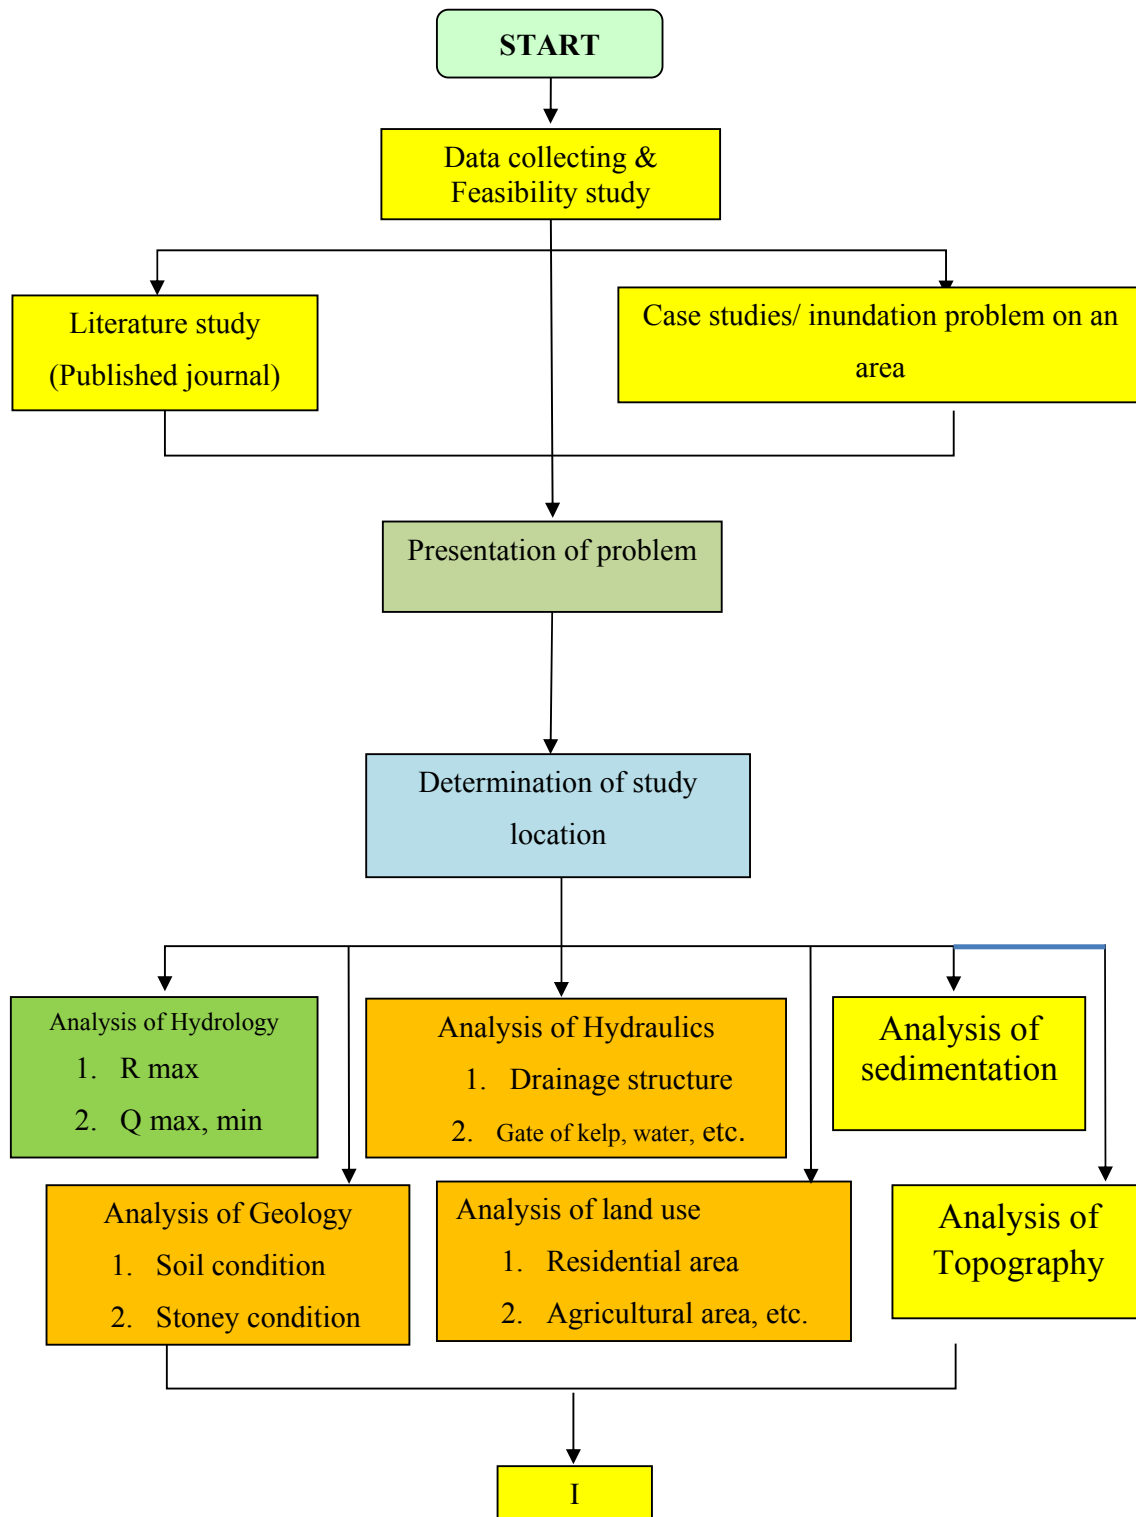 START
Data collecting &
Feasibility study
Literature study
(Published journal)
Case studies/ inundation problem on an
area
Presentation of problem
Determination of study
location
Analysis of Hydrology
1. R max
2. Q max, min
Analysis of Hydraulics
1. Drainage structure
2. Gate of kelp, water, etc.
Analysis of
sedimentation
Analysis of Geology
1. Soil condition
2. Stoney condition
Analysis of land use
1. Residential area
2. Agricultural area, etc.
Analysis of
Topography
I